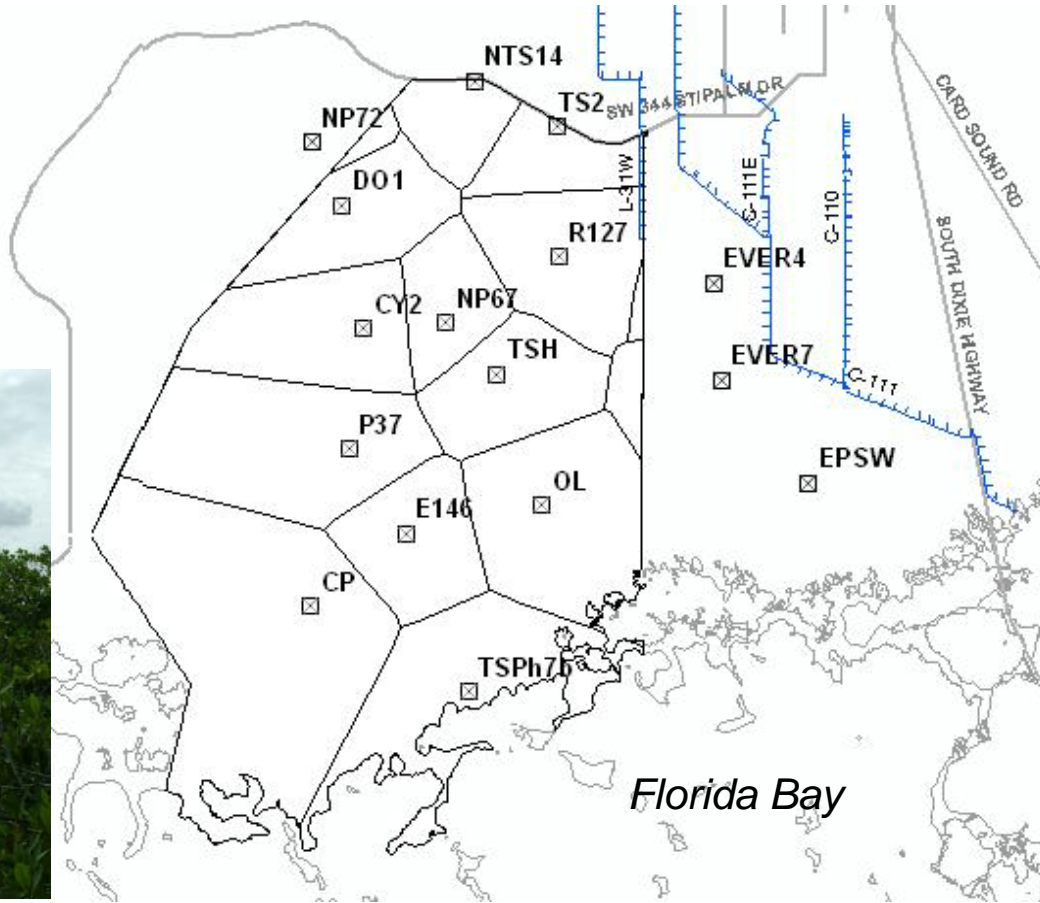 NTS14
TS2
SW 344 ST/PALM DR
CARD SOUND RD
NP72
L-31W
C-111E
C-110
DO1
R127
SOUTH DIXIE HIGHWAY
EVER4
CY2
NP67
TSH
EVER7
C-111
P37
EPSW
OL
E146
CP
TSPh7b
Florida Bay